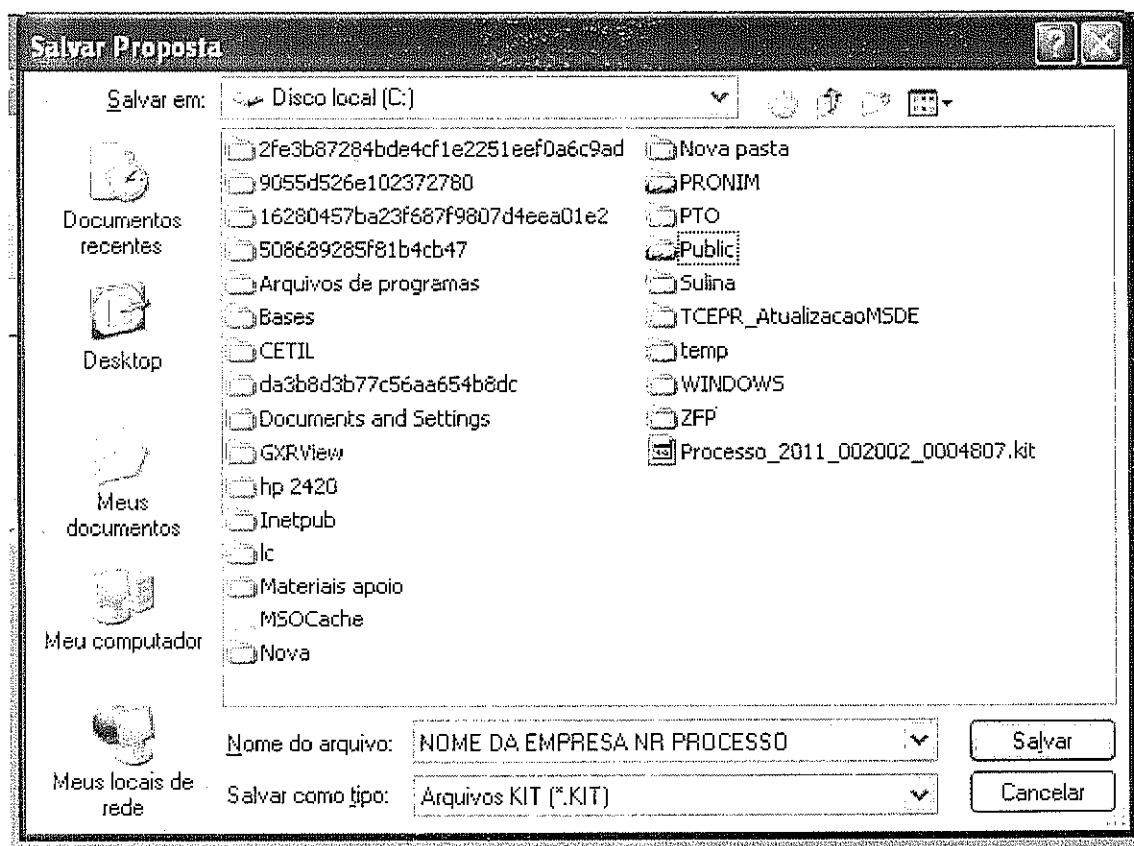 Salvar Proposta
Salvar em: Disco local (C:)
Documentos
recentes
Desktop
Meus
documentos
Meu computador
Meus locais de
rede
2fe3b87284bde4cf1e2251eef0a6c9ad
9055d526e102372780
16280457ba23f687f9807d4eea01e2
508689285f81b4cb47
Arquivos de programas
Bases
CETIL
da3b8d3b77c56aa654b8dc
Documents and Settings
GXRView
hp 2420
Inetpub
lc
Materiais apoio
MSOCache
Nova
Nova pasta
PRONIM
PTO
Public
Sulina
TCEPR_AtualizacaoMSDE
temp
WINDOWS
ZFP
Processo_2011_002002_0004807.kit
Nome do arquivo: NOME DA EMPRESA NR PROCESSO Salvar
Salvar como tipo: Arquivos KIT (*.KIT) Cancelar